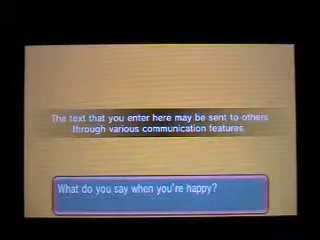 The text that you enter here may be sent to others
through various communication features.
What do you say when you're happy?